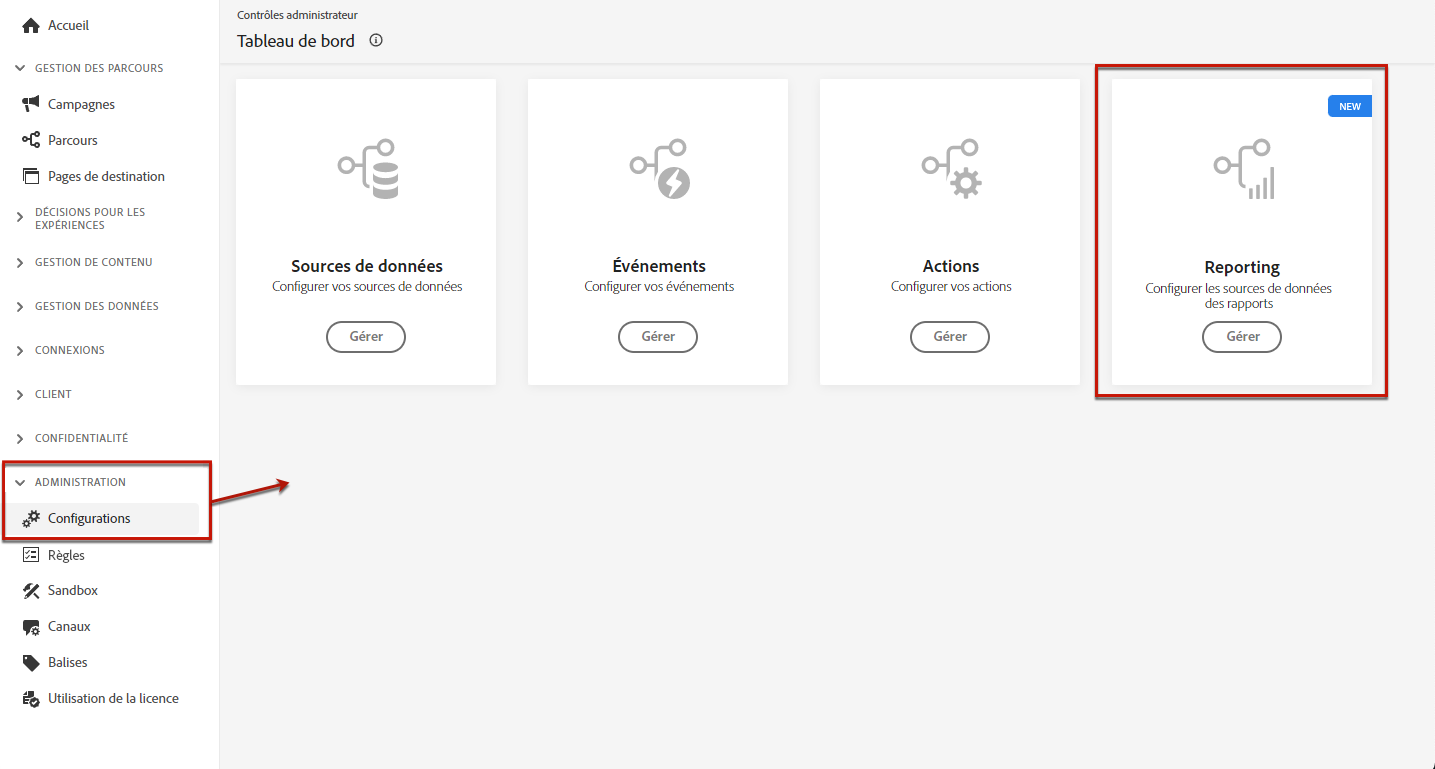 Accueil
GESTION DES PARCOURS
Campagnes
Parcours
Pages de destination
DÉCISIONS POUR LES
EXPÉRIENCES
GESTION DE CONTENU
GESTION DES DONNÉES
CONNEXIONS
CLIENT
CONFIDENTIALITÉ
ADMINISTRATION
Configurations
Règles
Sandbox
Canaux
Balises
Utilisation de la licence
Contrôles administrateur
Tableau de bord
Sources de données
Configurer vos sources de données
Gérer
Événements
Configurer vos événements
Gérer
Actions
Configurer vos actions
Gérer
NEW
Reporting
Configurer les sources de données
des rapports
Gérer